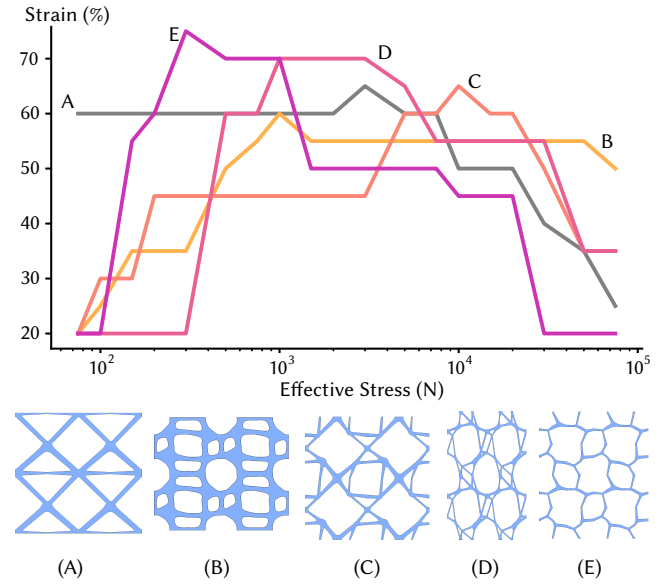 Strain (%)
E
D
70
C
A
60
B
50
40
30
20
10² 10³ 10⁴ 10⁵
Effective Stress (N)
(A) (B) (C) (D) (E)